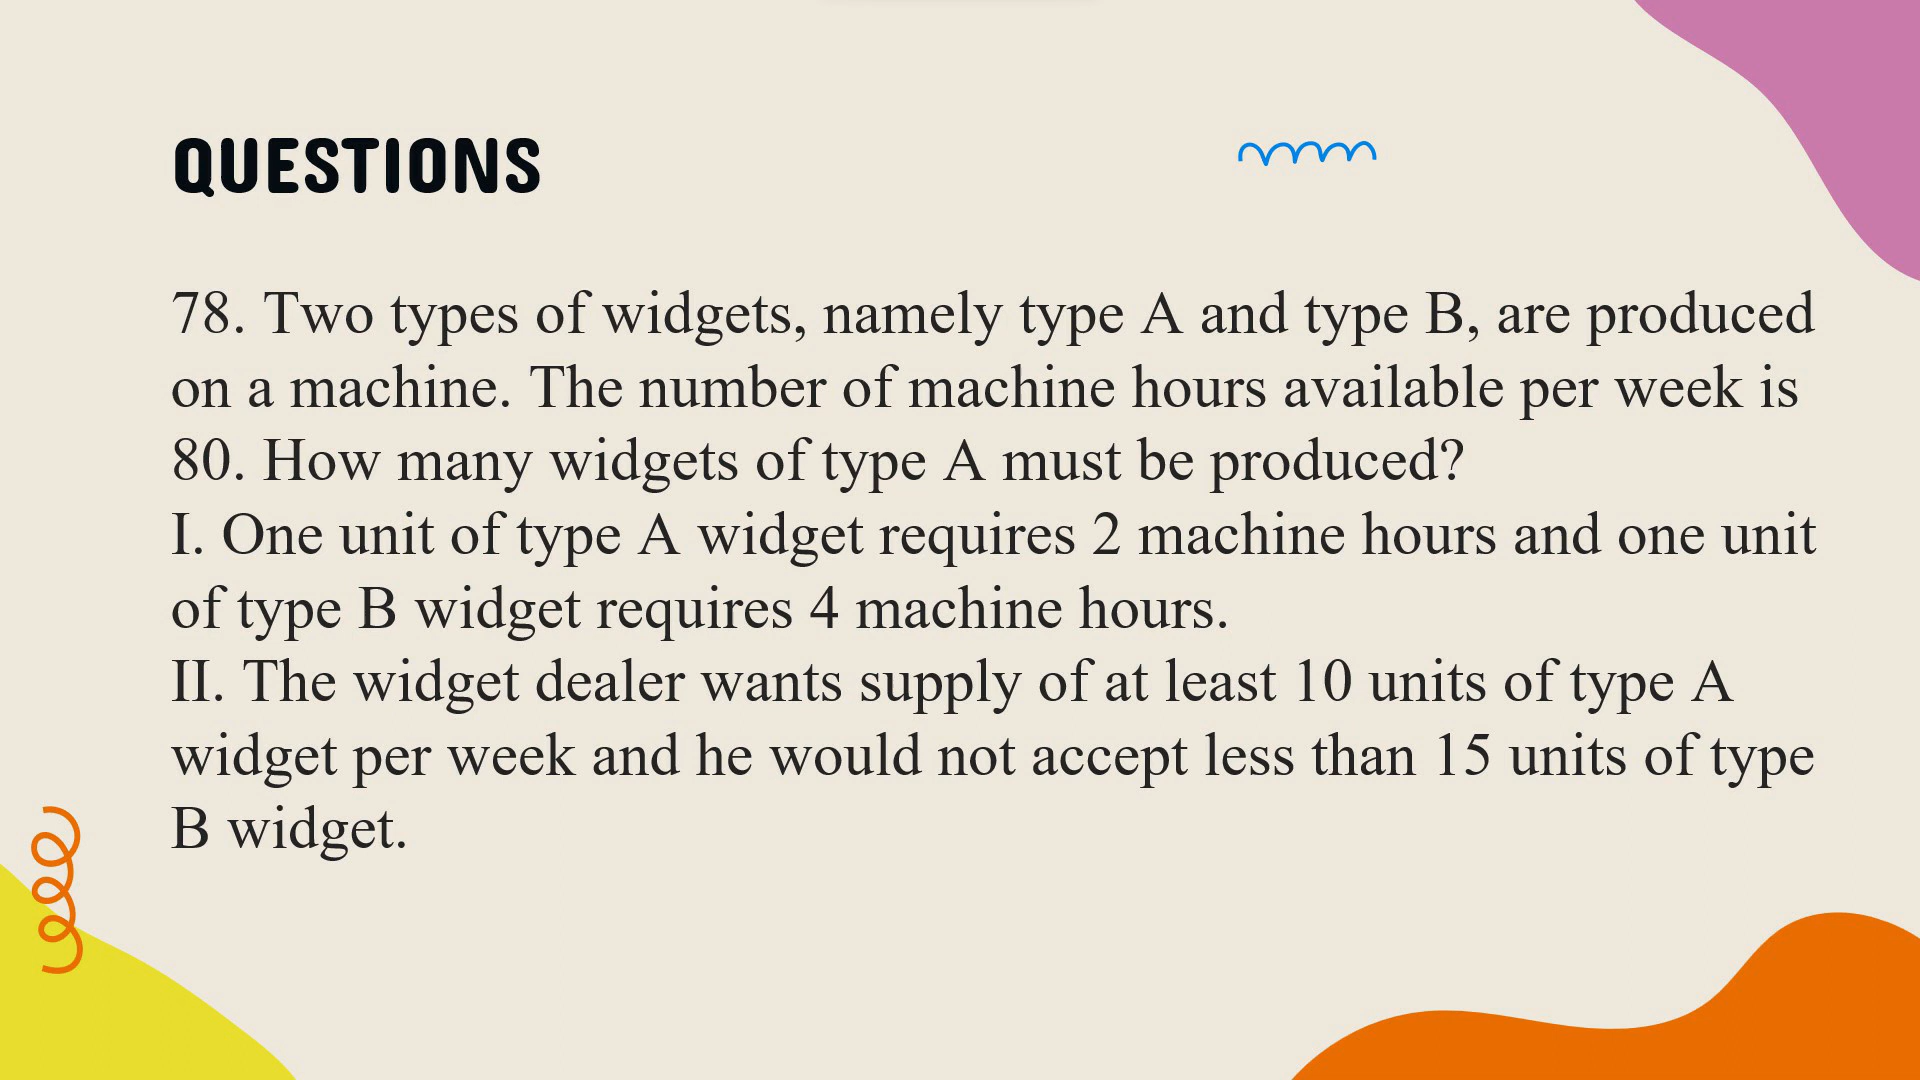 QUESTIONS
78. Two types of widgets, namely type A and type B, are produced
on a machine. The number of machine hours available per week is
80. How many widgets of type A must be produced?
I. One unit of type A widget requires 2 machine hours and one unit
of type B widget requires 4 machine hours.
II. The widget dealer wants supply of at least 10 units of type A
widget per week and he would not accept less than 15 units of type
B widget.